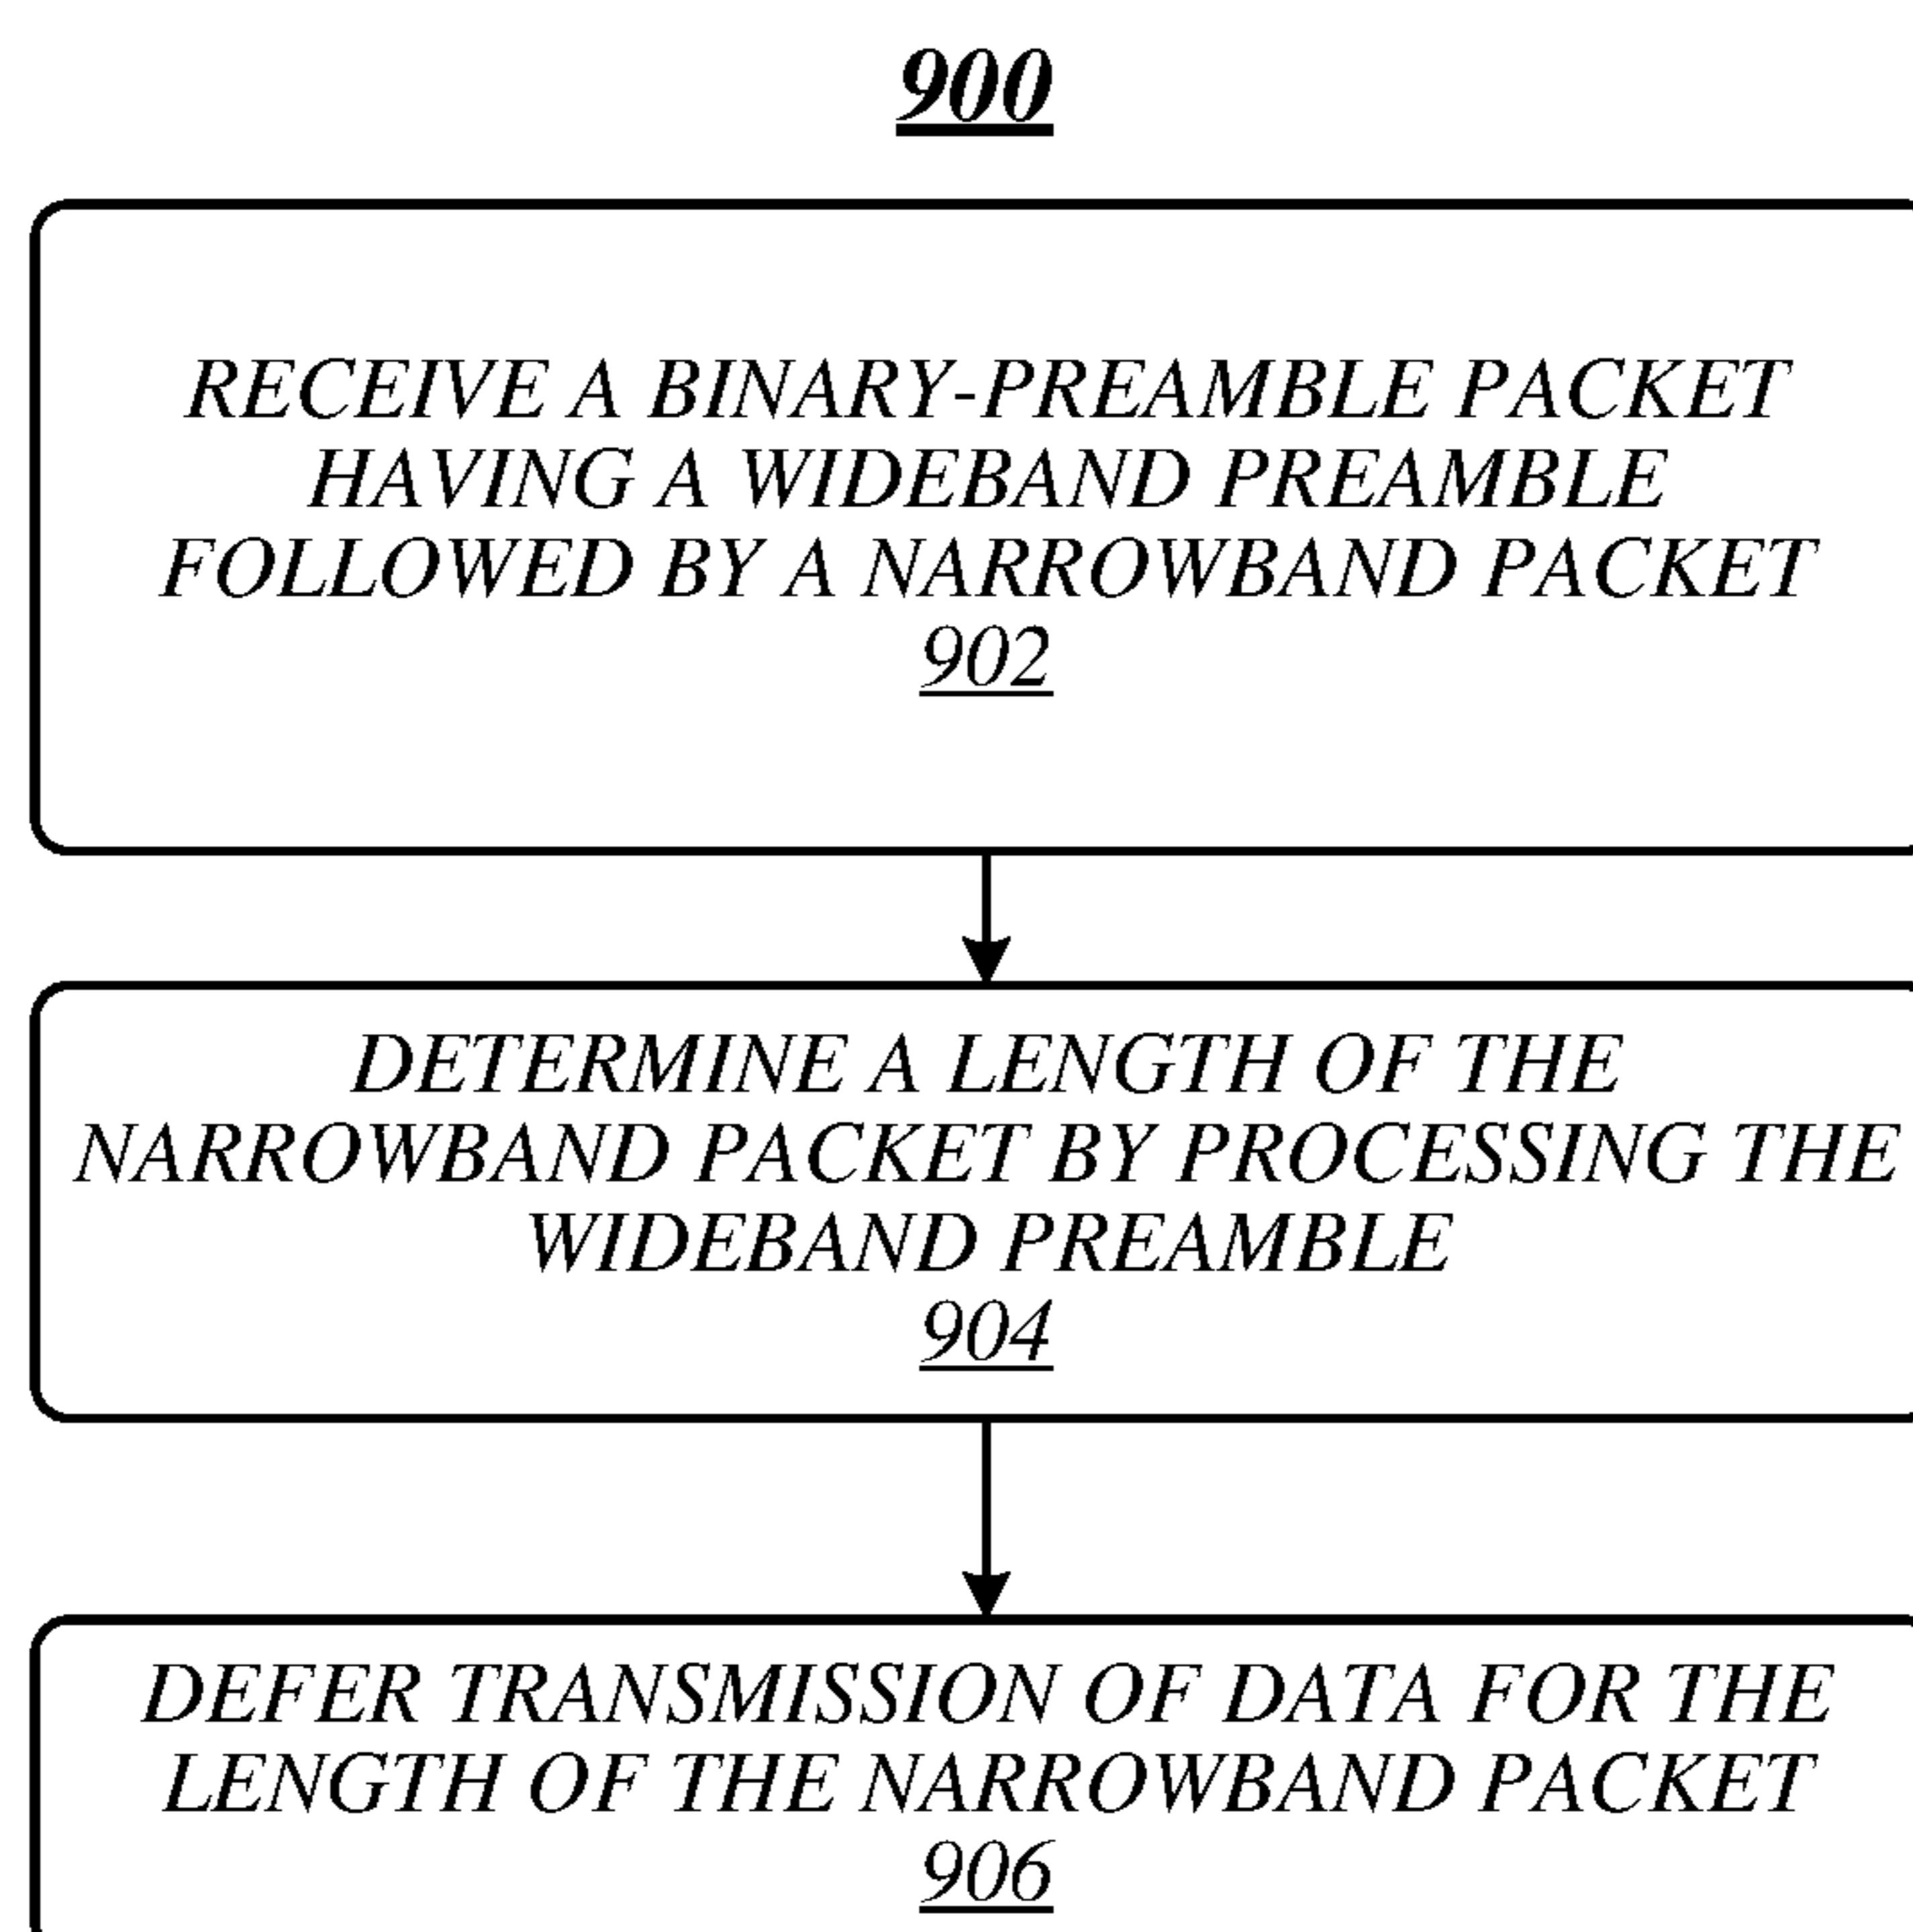 900
RECEIVE A BINARY-PREAMBLE PACKET
HAVING A WIDEBAND PREAMBLE
FOLLOWED BY A NARROWBAND PACKET
902
DETERMINE A LENGTH OF THE
NARROWBAND PACKET BY PROCESSING THE
WIDEBAND PREAMBLE
904
DEFER TRANSMISSION OF DATA FOR THE
LENGTH OF THE NARROWBAND PACKET
906